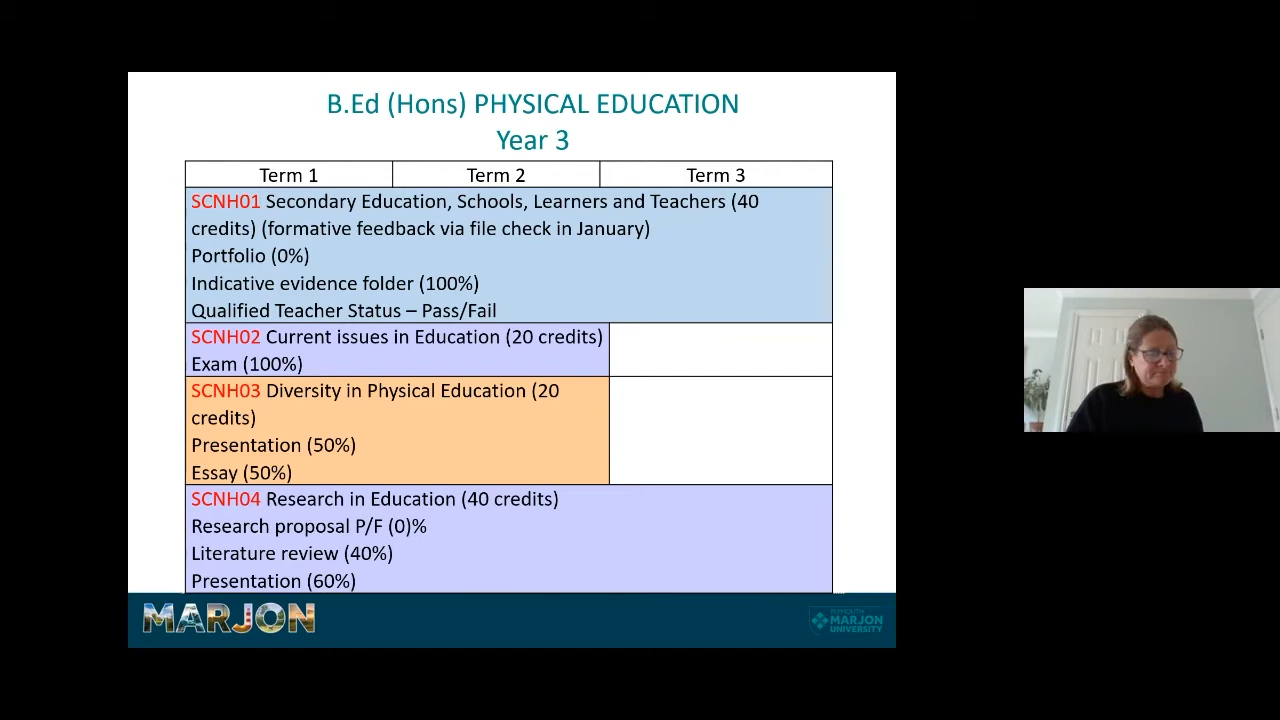 B.Ed (Hons) PHYSICAL EDUCATION
Year 3
Term 1 Term 2 Term 3
SCNH01 Secondary Education, Schools, Learners and Teachers (40
credits) (formative feedback via file check in January)
Portfolio (0%)
Indicative evidence folder (100%)
Qualified Teacher Status – Pass/Fail
SCNH02 Current issues in Education (20 credits)
Exam (100%)
SCNH03 Diversity in Physical Education (20
credits)
Presentation (50%)
Essay (50%)
SCNH04 Research in Education (40 credits)
Research proposal P/F (0)%
Literature review (40%)
Presentation (60%)
MARJON
PLYMOUTH
MARJON
UNIVERSITY